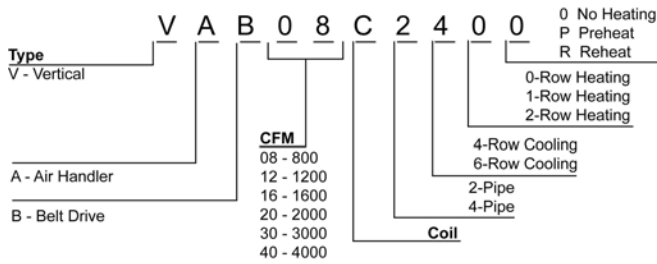 V A B 0 8 C 2 4 0 0
0 No Heating
P Preheat
R Reheat
Type
V - Vertical
0-Row Heating
1-Row Heating
2-Row Heating
CFM
08 - 800
12 - 1200
16 - 1600
20 - 2000
30 - 3000
40 - 4000
4-Row Cooling
6-Row Cooling
A - Air Handler
2-Pipe
4-Pipe
B - Belt Drive
Coil